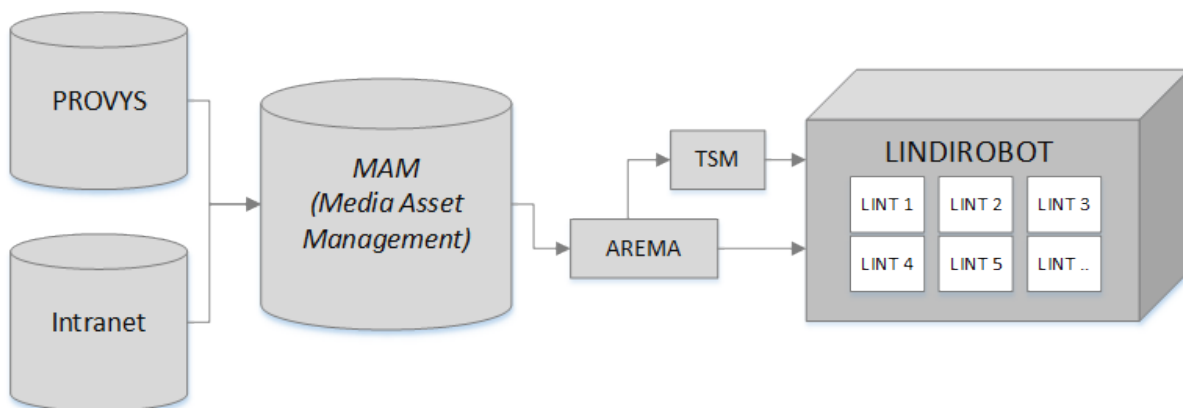 PROVYS
Intranet
MAM
(Media Asset
Management)
TSM
AREMA
LINDIROBOT
LINT 1
LINT 2
LINT 3
LINT 4
LINT 5
LINT ..